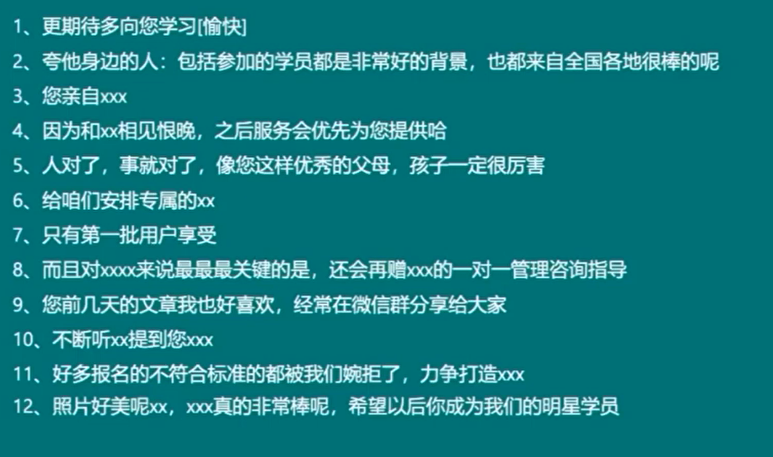 1、更期待多向您学习[愉快]
2、夸他身边的人：包括参加的学员都是非常好的背景，也都来自全国各地很棒的呢
3、您亲自xxx
4、因为和xx相见恨晚，之后服务会优先为您提供哈
5、人对了，事就对了，像您这样优秀的父母，孩子一定很厉害
6、给咱们安排专属的xx
7、只有第一批用户享受
8、而且对xxxx来说最最最关键的是，还会再赠xxx的一对一管理咨询指导
9、您前几天的文章我也好喜欢，经常在微信群分享给大家
10、不断听xx提到您xxx
11、好多报名的不符合标准的都被我们婉拒了，力争打造xxx
12、照片好美呢xx，xxx真的非常棒呢，希望以后你成为我们的明星学员